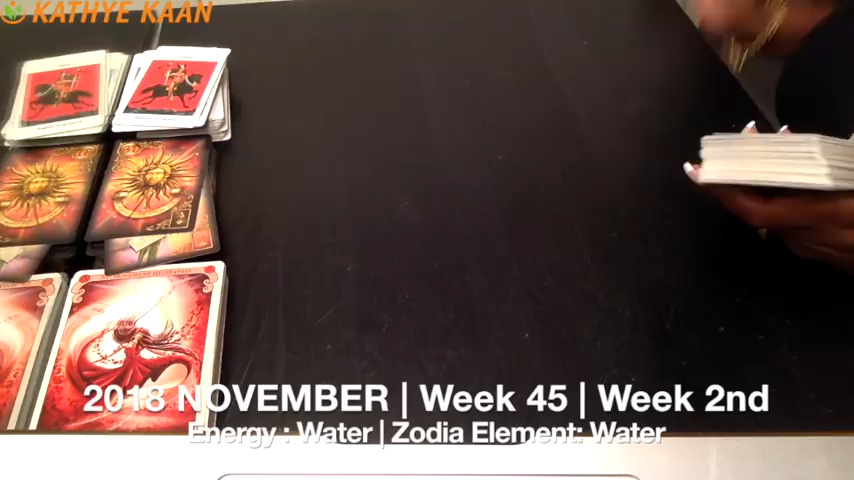 KATHYE KAAN
2018 NOVEMBER | Week 45 | Week 2nd
Energy : Water | Zodia Element: Water